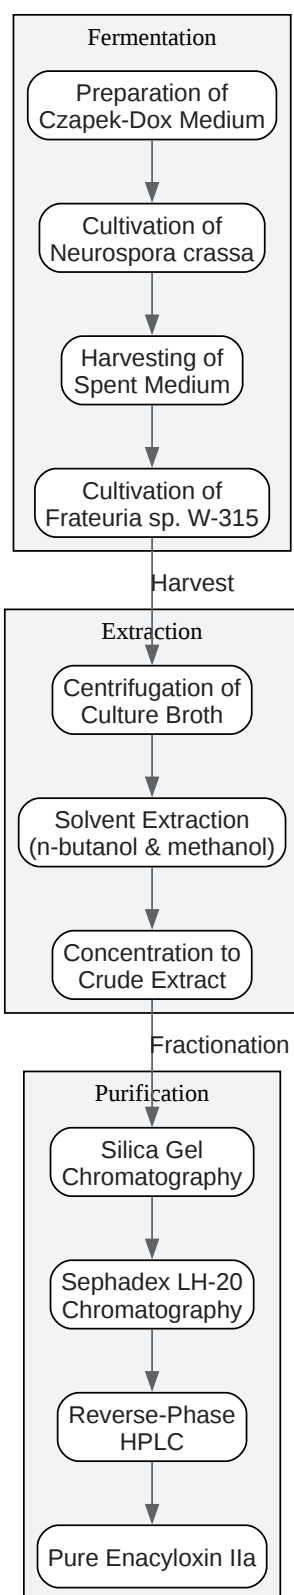 Fermentation
Preparation of
Czapek-Dox Medium
Cultivation of
Neurospora crassa
Harvesting of
Spent Medium
Cultivation of
Frateuria sp. W-315
Harvest
Extraction
Centrifugation of
Culture Broth
Solvent Extraction
(n-butanol & methanol)
Concentration to
Crude Extract
Fractionation
Purification
Silica Gel
Chromatography
Sephadex LH-20
Chromatography
Reverse-Phase
HPLC
Pure Enacyloxin IIa